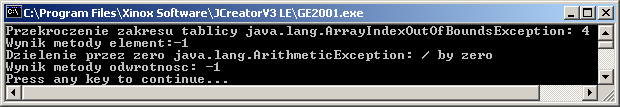 C:\Program Files\Xinox Software\JCreatorV3 LE\GE2001.exe
Przekroczenie zakresu tablicy java.lang.ArrayIndexOutOfBoundsException: 4
Wynik metody element:-1
Dzielenie przez zero java.lang.ArithmeticException: / by zero
Wynik metody odwrotnosc: -1
Press any key to continue...